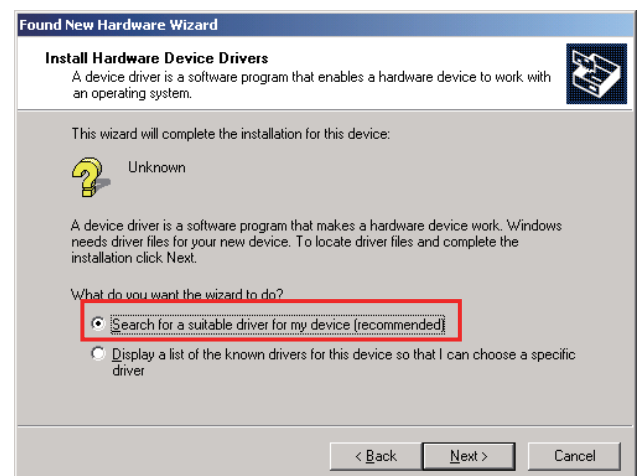 Found New Hardware Wizard
Install Hardware Device Drivers
A device driver is a software program that enables a hardware device to work with
an operating system.
This wizard will complete the installation for this device:
Unknown
A device driver is a software program that makes a hardware device work. Windows
needs driver files for your new device. To locate driver files and complete the
installation click Next.
What do you want the wizard to do?
Search for a suitable driver for my device (recommended)
Display a list of the known drivers for this device so that I can choose a specific
driver
< Back Next > Cancel